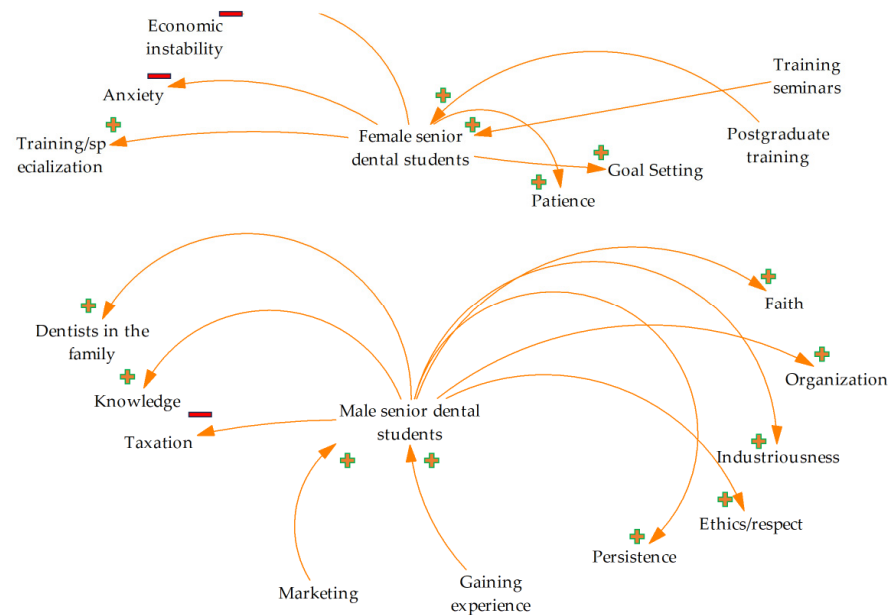 Economic
instability
Anxiety
Training/sp
ecialization
Female senior
dental students
Training
seminars
Postgraduate
training
Goal Setting
Patience
Dentists in the
family
Knowledge
Taxation
Male senior dental
students
Faith
Organization
Industriousness
Ethics/respect
Persistence
Marketing
Gaining
experience